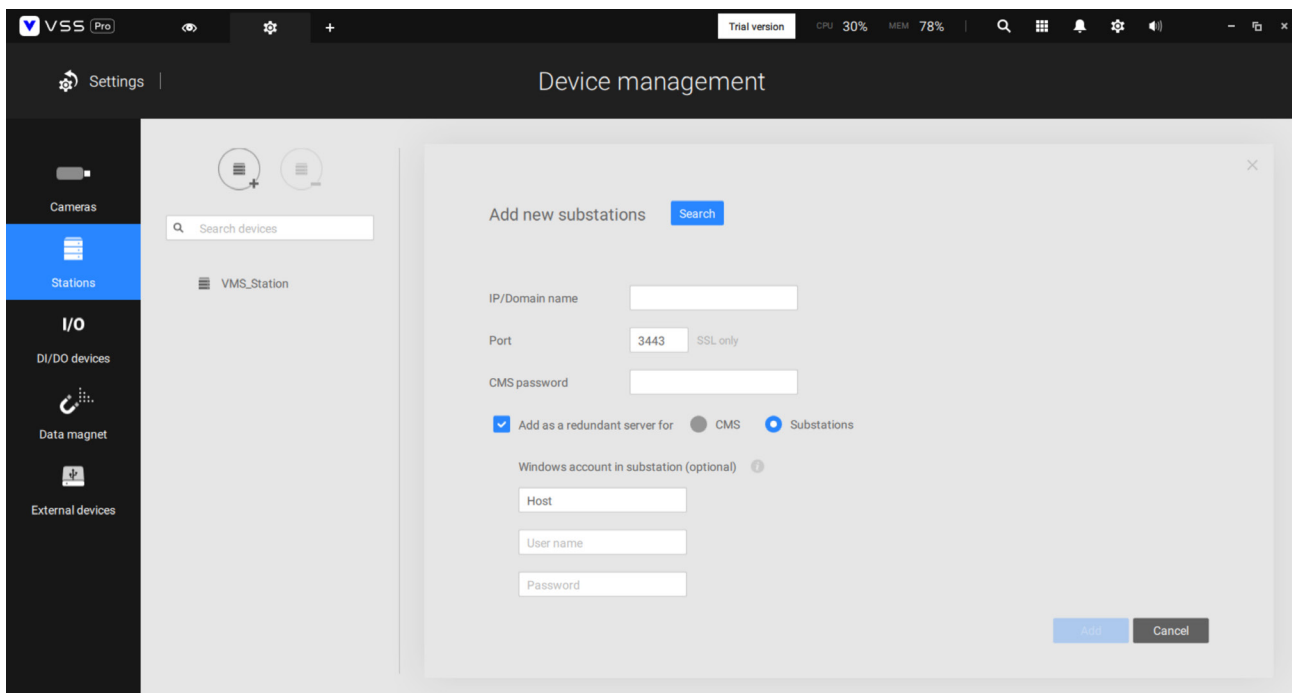 VSS Pro
Trial version
CPU 30% MEM 78%
Settings
Device management
Cameras
Stations
I/O
DI/DO devices
Data magnet
External devices
Search devices
VMS_Station
Add new substations Search
IP/Domain name
Port 3443 SSL only
CMS password
Add as a redundant server for CMS Substations
Windows account in substation (optional)
Host
User name
Password
Add Cancel